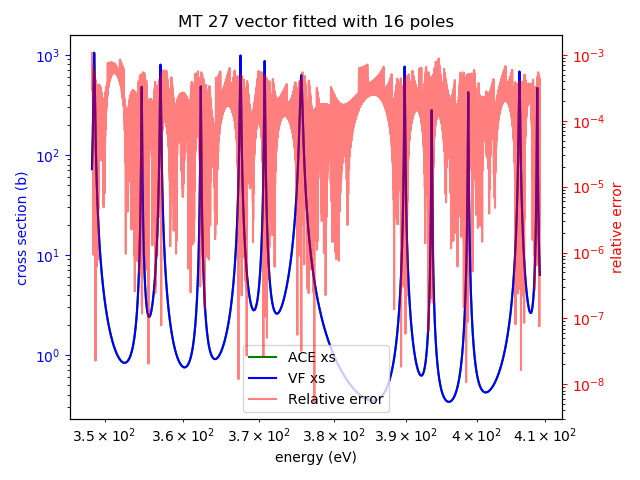 MT 27 vector fitted with 16 poles
10³
10²
10¹
10⁰
cross section (b)
10⁻³
10⁻⁴
10⁻⁵
10⁻⁶
10⁻⁷
10⁻⁸
relative error
ACE xs
VF xs
Relative error
3.5 × 10² 3.6 × 10² 3.7 × 10² 3.8 × 10² 3.9 × 10² 4 × 10² 4.1 × 10²
energy (eV)